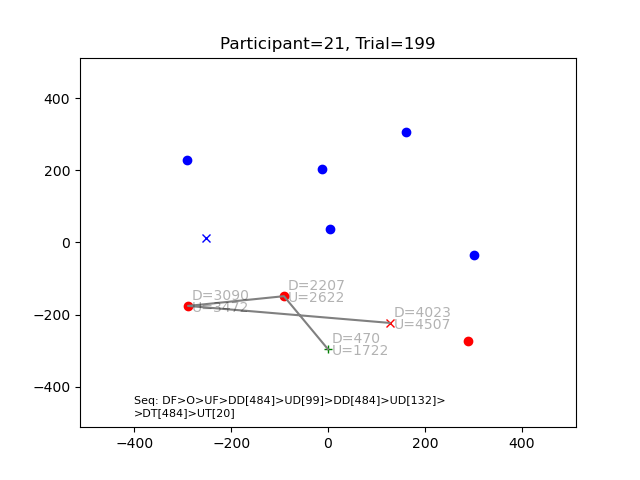 Participant=21, Trial=199
400
200
0
−200
−400
D=3090
U=3472
D=2207
U=2622
D=4023
U=4507
D=470
U=1722
Seq: DF>O>UF>DD[484]>UD[99]>DD[484]>UD[132]>
>DT[484]>UT[20]
−400
−200
0
200
400